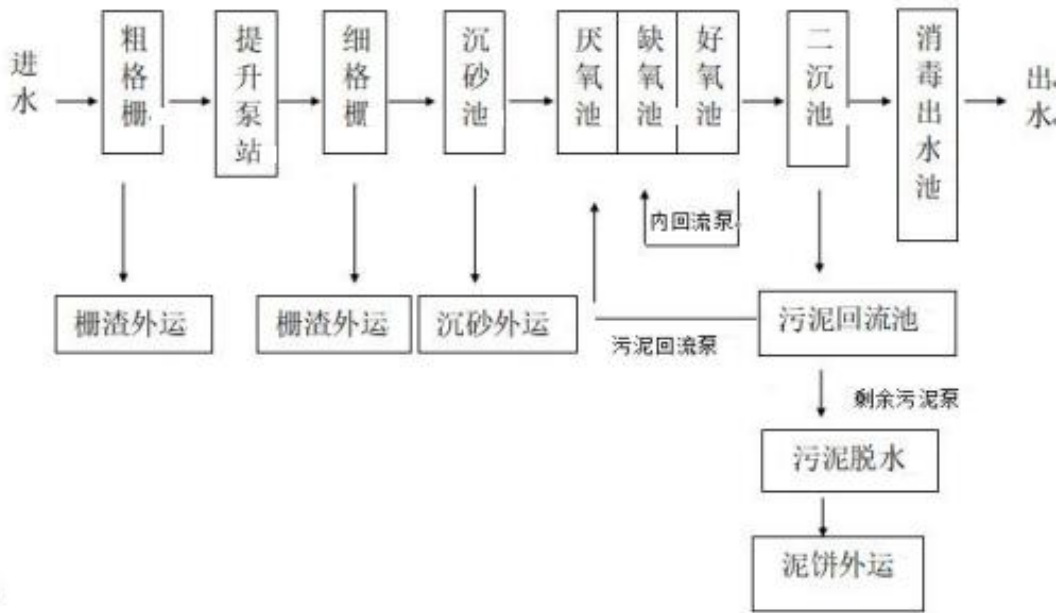 进水
粗格栅
提升泵站
细格栅
沉砂池
厌氧池
缺氧池
好氧池
二沉池
消毒出水池
出水
内回流泵
栅渣外运
栅渣外运
沉砂外运
污泥回流泵
污泥回流池
剩余污泥泵
污泥脱水
泥饼外运